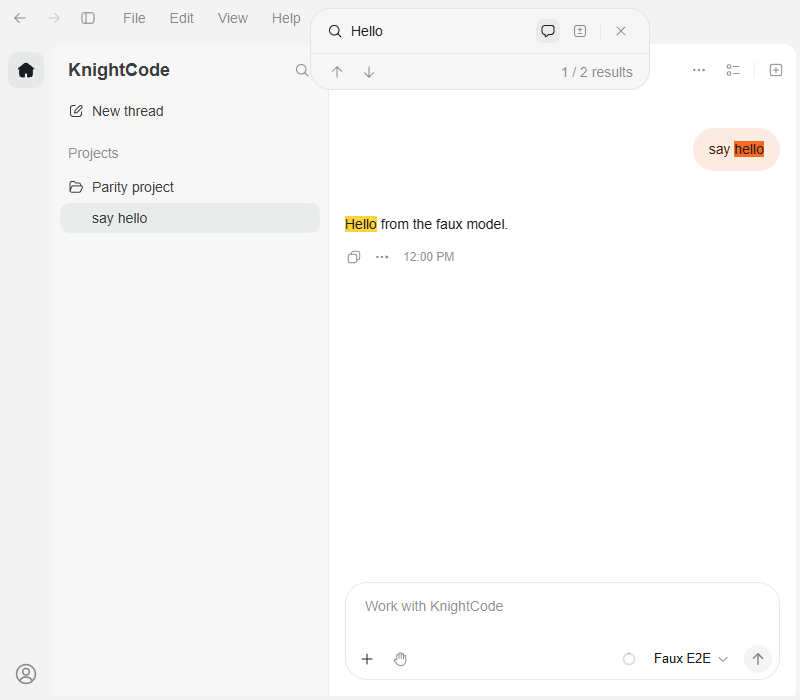 File Edit View Help
Hello
1 / 2 results
KnightCode
New thread
Projects
Parity project
say hello
say hello
Hello from the faux model.
12:00 PM
Work with KnightCode
Faux E2E